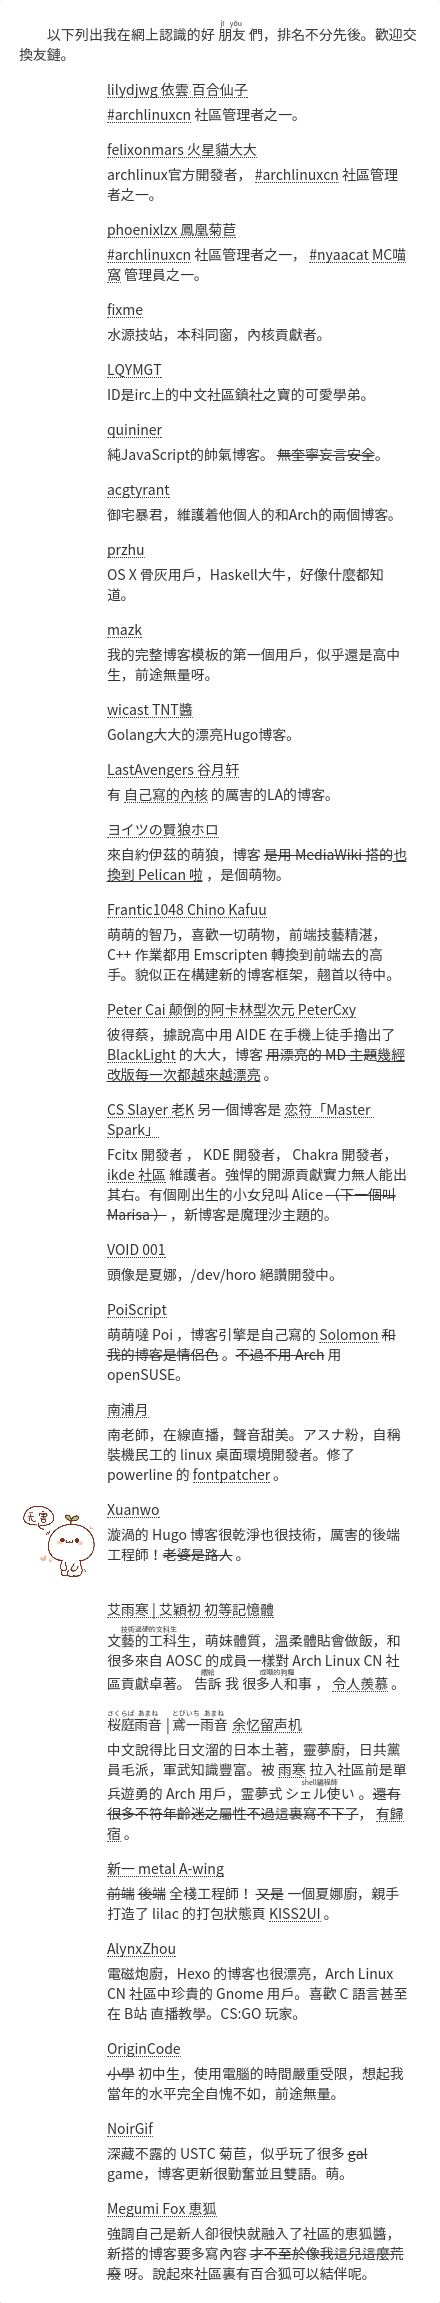 jī yǒu
以下列出我在網上認識的好 朋友 們，排名不分先後。歡迎交
換友鏈。
lilydjwg 依雲 百合仙子
#archlinuxcn 社區管理者之一。
felixonmars 火星貓大大
archlinux官方開發者， #archlinuxcn 社區管理
者之一。
phoenixlzx 鳳凰菊苣
#archlinuxcn 社區管理者之一， #nyaacat MC喵
窩 管理員之一。
fixme
水源技站，本科同窗，內核貢獻者。
LQYMGT
ID是irc上的中文社區鎮社之寶的可愛學弟。
quininer
純JavaScript的帥氣博客。 無奎寧妄言安全。
acgtyrant
御宅暴君，維護着他個人的和Arch的兩個博客。
przhu
OS X 骨灰用戶，Haskell大牛，好像什麼都知
道。
mazk
我的完整博客模板的第一個用戶，似乎還是高中
生，前途無量呀。
wicast TNT醬
Golang大大的漂亮Hugo博客。
LastAvengers 谷月轩
有 自己寫的內核 的厲害的LA的博客。
ヨイツの賢狼ホロ
來自約伊茲的萌狼，博客 是用 MediaWiki 搭的也
換到 Pelican 啦 ，是個萌物。
Frantic1048 Chino Kafuu
萌萌的智乃，喜歡一切萌物，前端技藝精湛，
C++ 作業都用 Emscripten 轉換到前端去的高
手。貌似正在構建新的博客框架，翹首以待中。
Peter Cai 颠倒的阿卡林型次元 PeterCxy
彼得蔡，據說高中用 AIDE 在手機上徒手擼出了
BlackLight 的大大，博客 用漂亮的 MD 主題幾經
改版每一次都越來越漂亮 。
CS Slayer 老K 另一個博客是 恋符「Master
Spark」
Fcitx 開發者 ， KDE 開發者， Chakra 開發者，
ikde 社區 維護者。強悍的開源貢獻實力無人能出
其右。有個剛出生的小女兒叫 Alice （下一個叫
Marisa ） ，新博客是魔理沙主題的。
VOID 001
頭像是夏娜，/dev/horo 絕讚開發中。
PoiScript
萌萌噠 Poi ，博客引擎是自己寫的 Solomon 和
我的博客是情侶色 。不過不用 Arch 用
openSUSE。
南浦月
南老師，在線直播，聲音甜美。アスナ粉，自稱
裝機民工的 linux 桌面環境開發者。修了
powerline 的 fontpatcher 。
无害
Xuanwo
漩渦的 Hugo 博客很乾淨也很技術，厲害的後端
工程師！老婆是路人 。
艾雨寒 | 艾穎初 初等記憶體
技術過硬的文科生
文藝的工科生，萌妹體質，溫柔體貼會做飯，和
很多來自 AOSC 的成員一樣對 Arch Linux CN 社
區貢獻卓著。 告訴 我 很多人和事 ， 令人羨慕 。
さくらば あまね とびいち あまね
桜庭雨音 | 鳶一雨音 余忆留声机
中文說得比日文溜的日本土著，靈夢廚，日共黨
員毛派，軍武知識豐富。被 雨寒 拉入社區前是單
shell編程師
兵遊勇的 Arch 用戶，霊夢式 シェル使い 。還有
很多不符年齡迷之屬性不過這裏寫不下了， 有歸
宿 。
新一 metal A-wing
前端 後端 全棧工程師！ 又是 一個夏娜廚，親手
打造了 lilac 的打包狀態頁 KISS2UI 。
AlynxZhou
電磁炮廚，Hexo 的博客也很漂亮，Arch Linux
CN 社區中珍貴的 Gnome 用戶。喜歡 C 語言甚至
在 B站 直播教學。CS:GO 玩家。
OriginCode
小學 初中生，使用電腦的時間嚴重受限，想起我
當年的水平完全自愧不如，前途無量。
NoirGif
深藏不露的 USTC 菊苣，似乎玩了很多 gal
game，博客更新很勤奮並且雙語。萌。
Megumi Fox 恵狐
強調自己是新人卻很快就融入了社區的恵狐醬，
新搭的博客要多寫內容 才不至於像我這兒這麼荒
廢 呀。說起來社區裏有百合狐可以結伴呢。